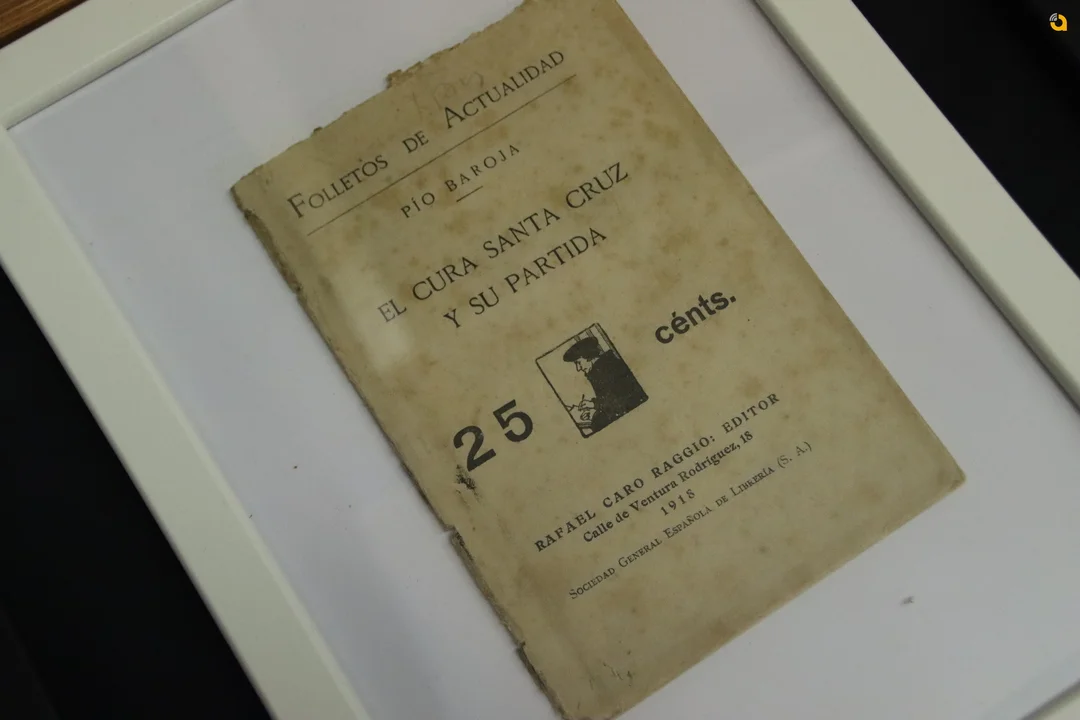 FOLLETOS DE ACTUALIDAD
PÍO BAROJA
EL CURA SANTA CRUZ
Y SU PARTIDA
25 cénts.
RAFAEL CARO RAGGIO: EDITOR
Calle de Ventura Rodríguez, 18
1918
SOCIEDAD GENERAL ESPAÑOLA DE LIBRERÍA (S. A.)